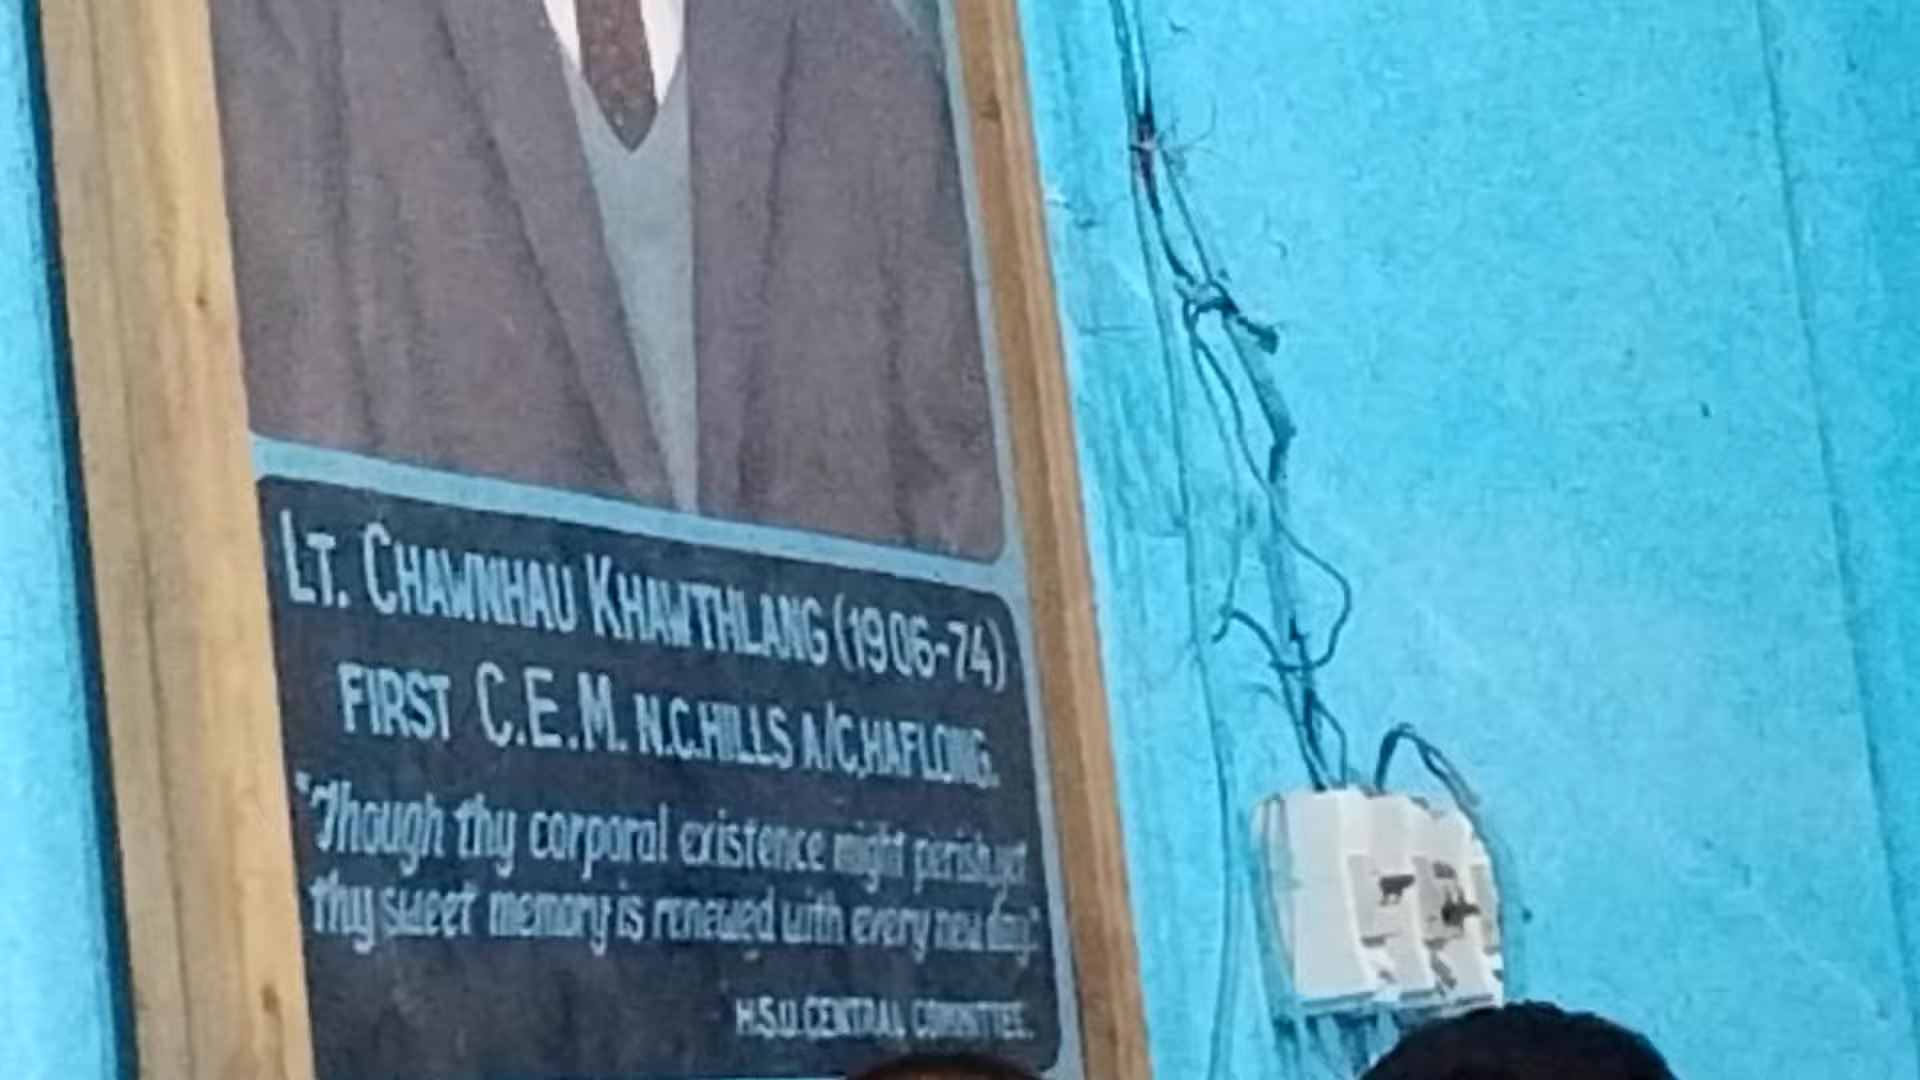 LT. CHAWNHAU KHAWTHLANG (1906-74)
FIRST C.E.M. N.C.HILLS A/C,HAFLONG.
"Though thy corporal existence might perish,yet
thy sweet memory is renewed with every new day."
H.S.U.CENTRAL COMMITTEE.